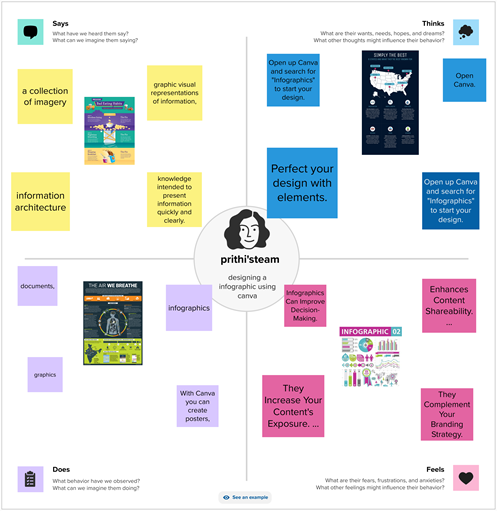 Says
What have we heard them say?
What can we imagine them saying?
Thinks
What are their wants, needs, hopes, and dreams?
What other thoughts might influence their behavior?
a collection
of imagery
graphic visual
representations
of information,
information
architecture
knowledge
intended to
present
information
quickly and
clearly.
Open up Canva
and search for
"Infographics"
to start your
design.
SIMPLY THE BEST
Open
Canva.
Perfect your
design with
elements.
Open up Canva
and search for
"Infographics"
to start your
design.
prithi'steam
designing a
infographic using
canva
documents,
THE AIR WE BREATHE
infographics
graphics
With Canva
you can
create
posters,
Infographics
Can Improve
Decision-
Making.
Enhances
Content
Shareability.
...
INFOGRAPHIC 02
They
Increase Your
Content's
Exposure. ...
They
Complement
Your
Branding
Strategy.
Does
What behavior have we observed?
What can we imagine them doing?
See an example
Feels
What are their fears, frustrations, and anxieties?
What other feelings might influence their behavior?